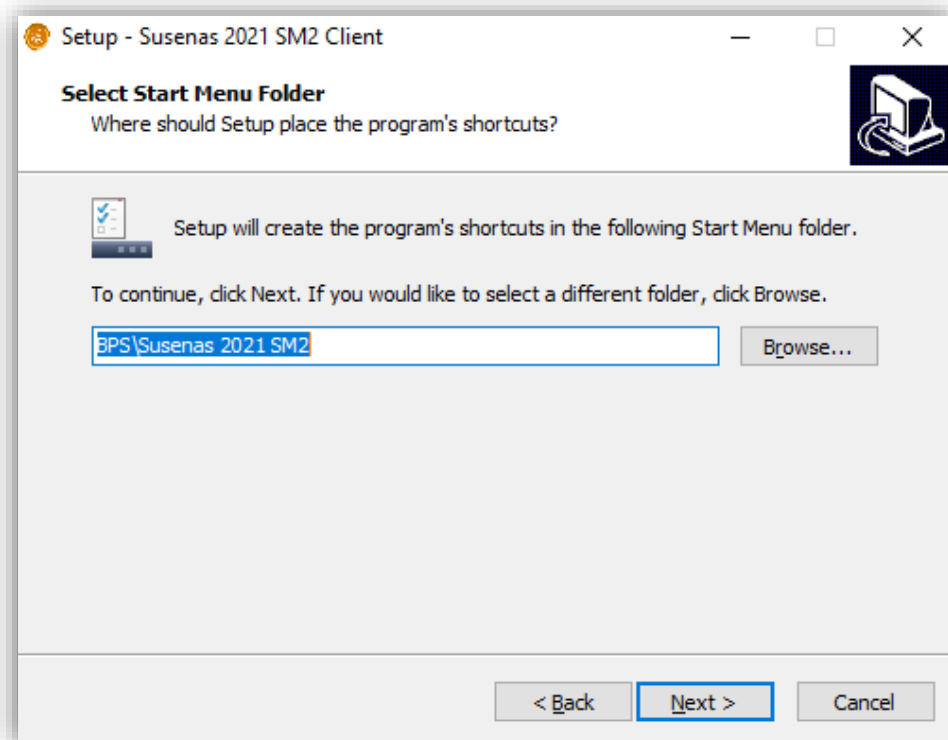 Setup - Susenas 2021 SM2 Client
Select Start Menu Folder
Where should Setup place the program's shortcuts?
Setup will create the program's shortcuts in the following Start Menu folder.
To continue, click Next. If you would like to select a different folder, click Browse.
BPS\Susenas 2021 SM2
Browse...
< Back
Next >
Cancel